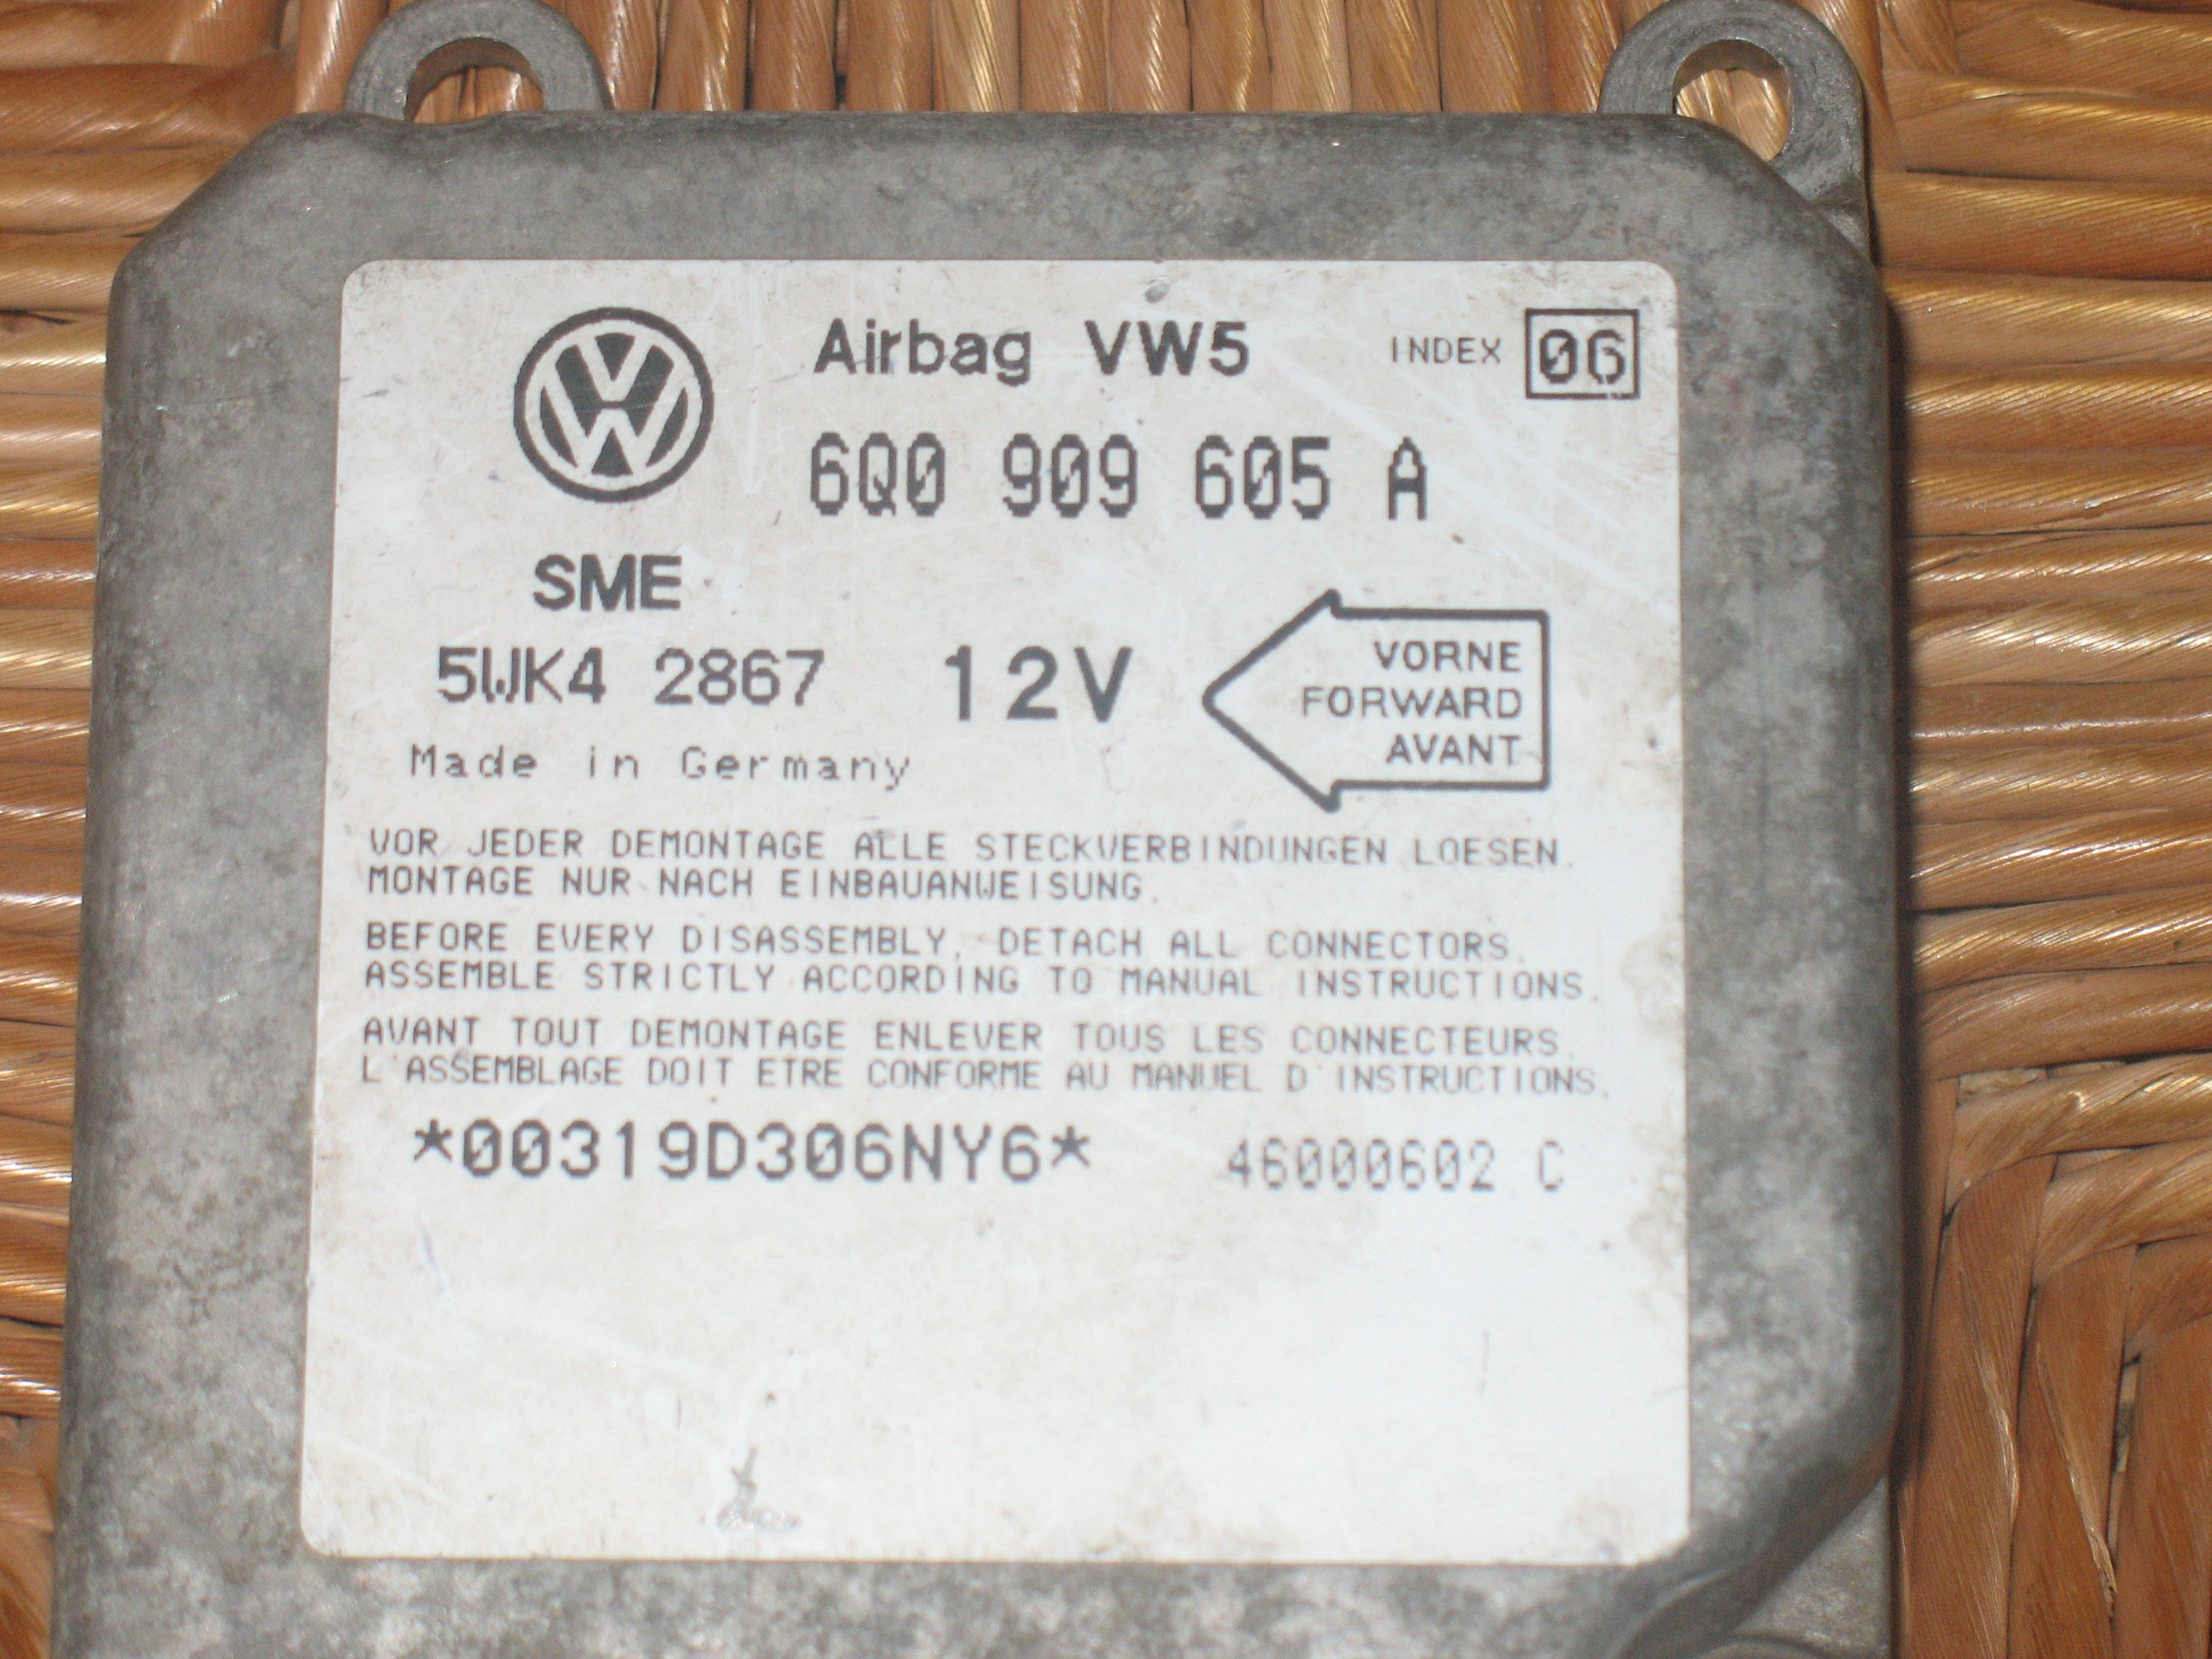 Airbag VW5 INDEX 06
6Q0 909 605 A
SME
5WK4 2867 12V
VORNE
FORWARD
AVANT
Made in Germany
VOR JEDER DEMONTAGE ALLE STECKVERBINDUNGEN LOESEN.
MONTAGE NUR NACH EINBAUANWEISUNG.
BEFORE EVERY DISASSEMBLY, DETACH ALL CONNECTORS.
ASSEMBLE STRICTLY ACCORDING TO MANUAL INSTRUCTIONS.
AVANT TOUT DEMONTAGE ENLEVER TOUS LES CONNECTEURS.
L'ASSEMBLAGE DOIT ETRE CONFORME AU MANUEL D'INSTRUCTIONS.
*00319D306NY6* 46000602 C